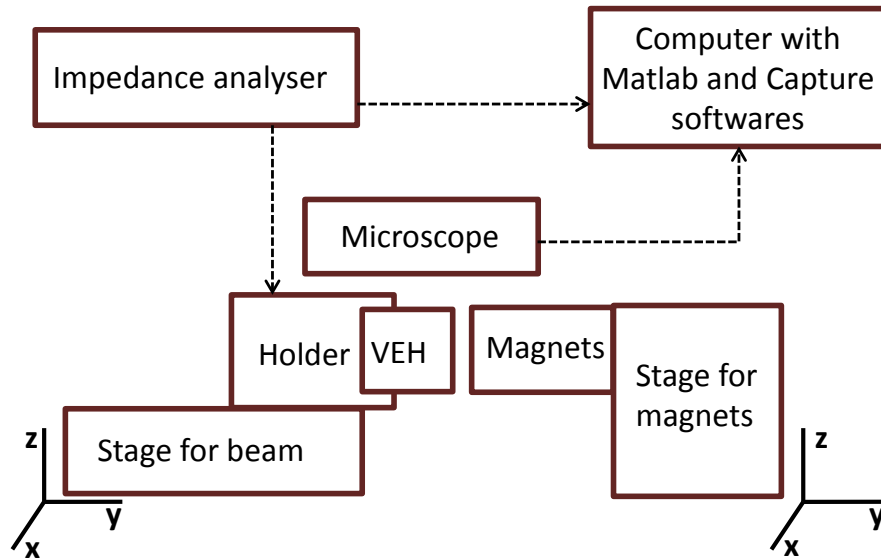 Impedance analyser
Computer with
Matlab and Capture
softwares
Microscope
Holder
VEH
Magnets
Stage for
magnets
Stage for beam
z
y
x
z
y
x